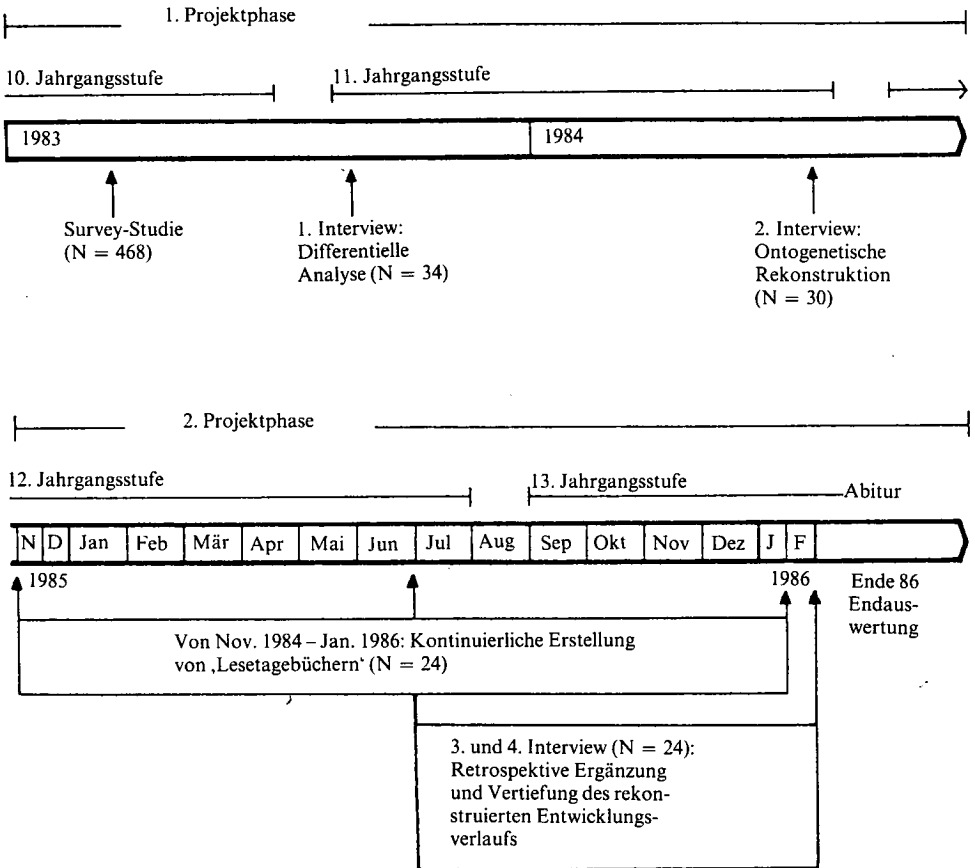 1. Projektphase
10. Jahrgangsstufe
11. Jahrgangsstufe
1983
1984
Survey-Studie
(N = 468)
1. Interview:
Differentielle
Analyse (N = 34)
2. Interview:
Ontogenetische
Rekonstruktion
(N = 30)
2. Projektphase
12. Jahrgangsstufe
13. Jahrgangsstufe
Abitur
N D Jan Feb Mär Apr Mai Jun Jul Aug Sep Okt Nov Dez J F
1985
1986
Ende 86
Endaus-
wertung
Von Nov. 1984 – Jan. 1986: Kontinuierliche Erstellung
von ‚Lesetagebüchern‘ (N = 24)
3. und 4. Interview (N = 24):
Retrospektive Ergänzung
und Vertiefung des rekon-
struierten Entwicklungs-
verlaufs